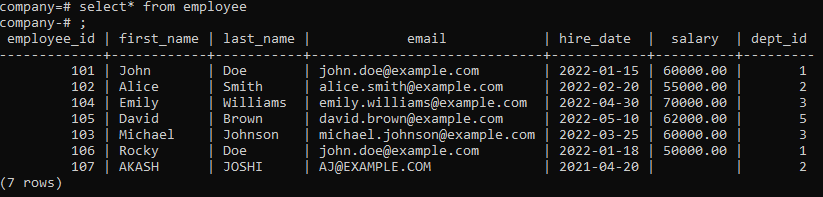 company=# select* from employee
company-# ;
 employee_id | first_name | last_name |            email             | hire_date  |  salary  | dept_id
-------------+------------+-----------+------------------------------+------------+----------+---------
         101 | John       | Doe       | john.doe@example.com         | 2022-01-15 | 60000.00 |       1
         102 | Alice      | Smith     | alice.smith@example.com      | 2022-02-20 | 55000.00 |       2
         104 | Emily      | Williams  | emily.williams@example.com   | 2022-04-30 | 70000.00 |       3
         105 | David      | Brown     | david.brown@example.com      | 2022-05-10 | 62000.00 |       5
         103 | Michael    | Johnson   | michael.johnson@example.com  | 2022-03-25 | 60000.00 |       3
         106 | Rocky      | Doe       | john.doe@example.com         | 2022-01-18 | 50000.00 |       1
         107 | AKASH      | JOSHI     | AJ@EXAMPLE.COM               | 2021-04-20 |          |       2
(7 rows)